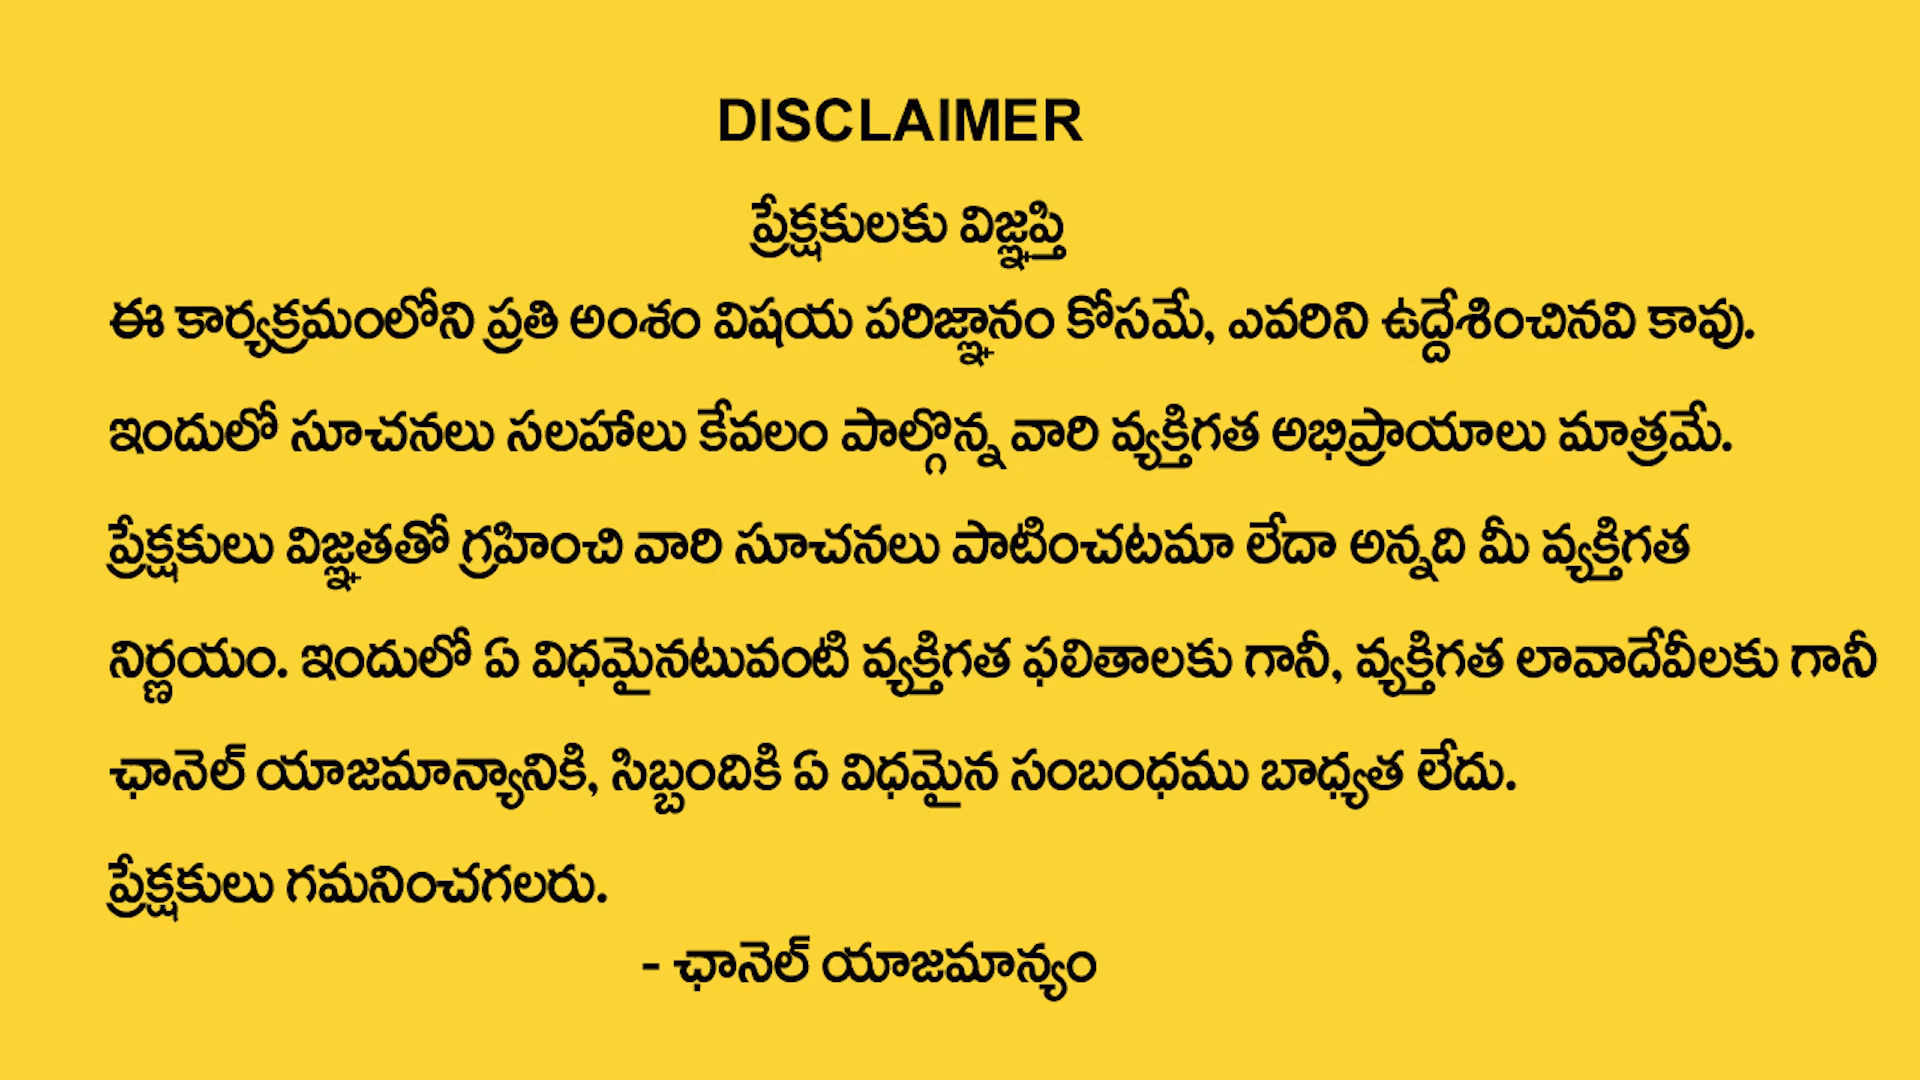 DISCLAIMER
ప్రేక్షకులకు విజ్ఞప్తి
ఈ కార్యక్రమంలోని ప్రతి అంశం విషయ పరిజ్ఞానం కోసమే, ఎవరిని ఉద్దేశించినవి కావు.
ఇందులో సూచనలు సలహాలు కేవలం పాల్గొన్న వారి వ్యక్తిగత అభిప్రాయాలు మాత్రమే.
ప్రేక్షకులు విజ్ఞతతో గ్రహించి వారి సూచనలు పాటించటమా లేదా అన్నది మీ వ్యక్తిగత
నిర్ణయం. ఇందులో ఏ విధమైనటువంటి వ్యక్తిగత ఫలితాలకు గానీ, వ్యక్తిగత లావాదేవీలకు గానీ
ఛానెల్ యాజమాన్యానికి, సిబ్బందికి ఏ విధమైన సంబంధము బాధ్యత లేదు.
ప్రేక్షకులు గమనించగలరు.
- ఛానెల్ యాజమాన్యం